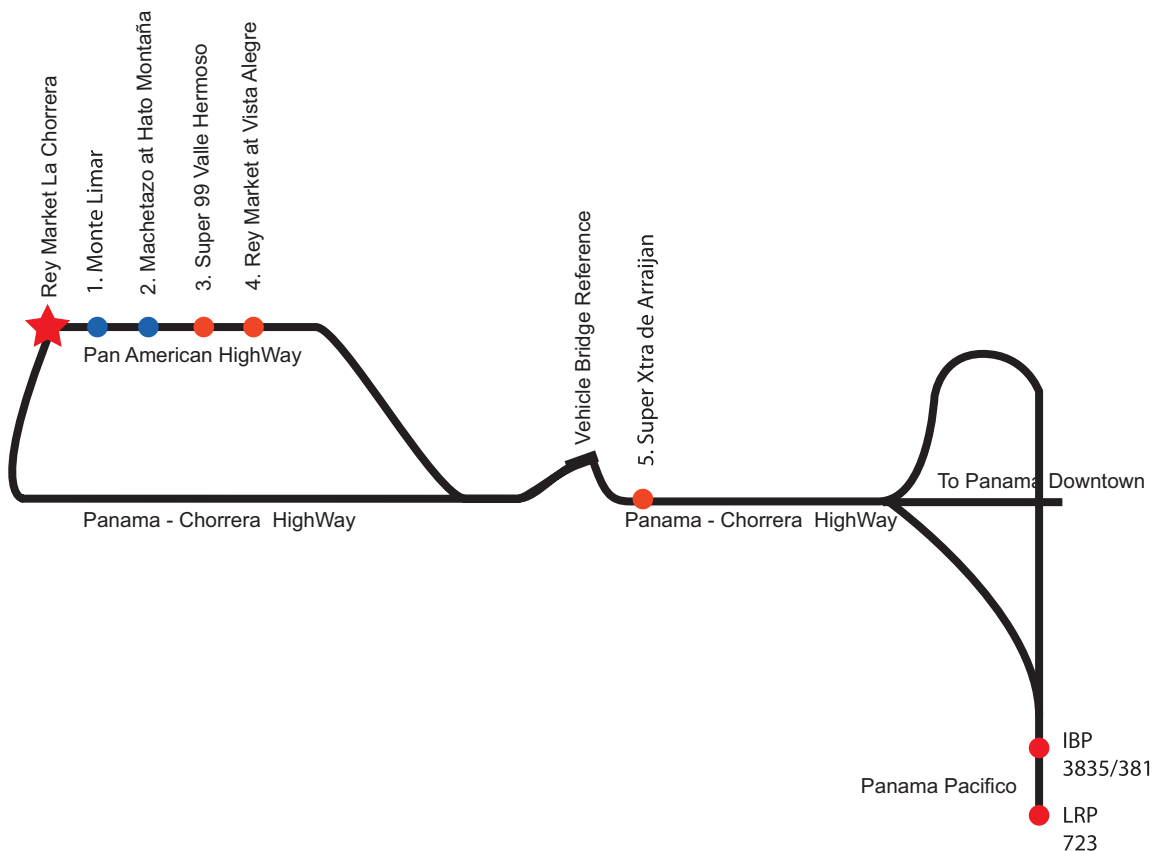 Rey Market La Chorrera
1. Monte Limar
2. Machetazo at Hato Montaña
3. Super 99 Valle Hermoso
4. Rey Market at Vista Alegre
Pan American HighWay
Vehicle Bridge Reference
5. Super Xtra de Arraijan
To Panama Downtown
Panama - Chorrera HighWay
Panama - Chorrera HighWay
IBP
3835/381
Panama Pacifico
LRP
723